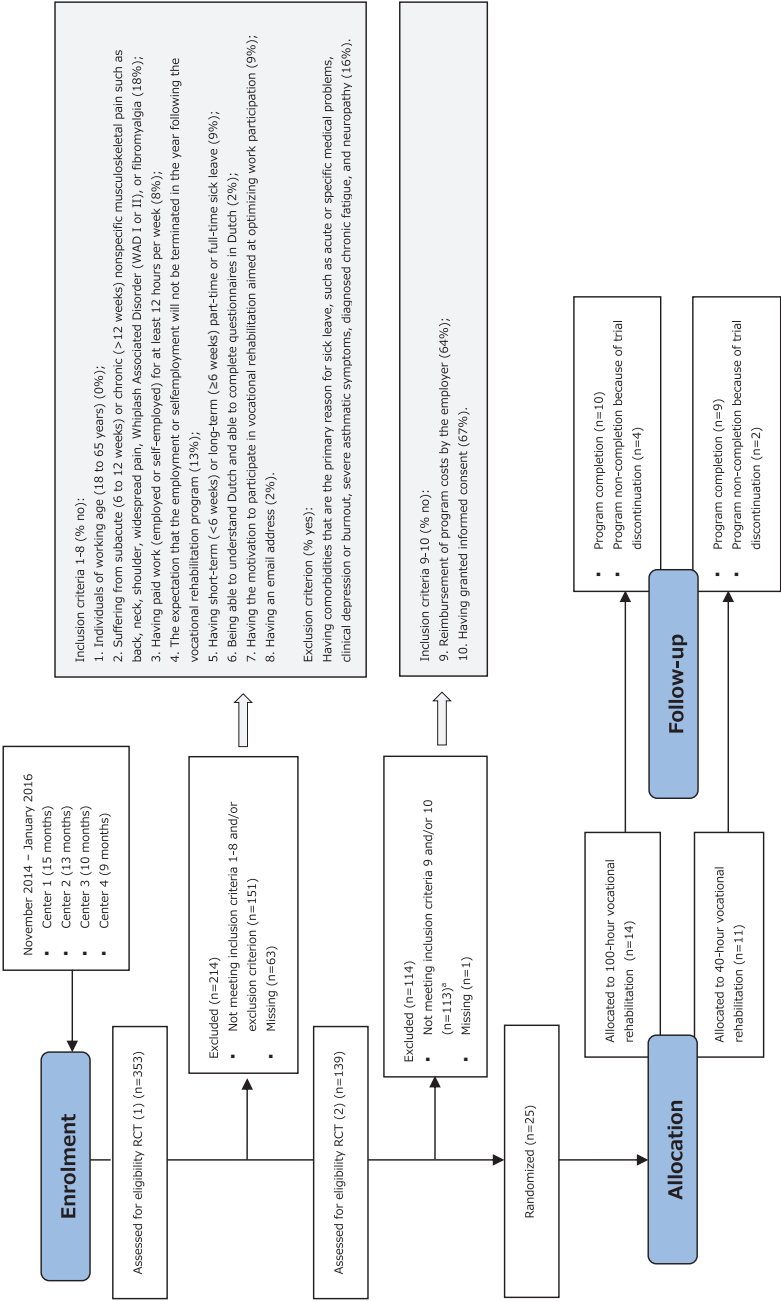 Enrolment
November 2014 – January 2016
▪ Center 1 (15 months)
▪ Center 2 (13 months)
▪ Center 3 (10 months)
▪ Center 4 (9 months)
Assessed for eligibility RCT (1) (n=353)
Excluded (n=214)
▪ Not meeting inclusion criteria 1-8 and/or
exclusion criterion (n=151)
▪ Missing (n=63)
Inclusion criteria 1-8 (% no):
1. Individuals of working age (18 to 65 years) (0%);
2. Suffering from subacute (6 to 12 weeks) or chronic (>12 weeks) nonspecific musculoskeletal pain such as
back, neck, shoulder, widespread pain, Whiplash Associated Disorder (WAD I or II), or fibromyalgia (18%);
3. Having paid work (employed or self-employed) for at least 12 hours per week (8%);
4. The expectation that the employment or selfemployment will not be terminated in the year following the
vocational rehabilitation program (13%);
5. Having short-term (<6 weeks) or long-term (≥6 weeks) part-time or full-time sick leave (9%);
6. Being able to understand Dutch and able to complete questionnaires in Dutch (2%);
7. Having the motivation to participate in vocational rehabilitation aimed at optimizing work participation (9%);
8. Having an email address (2%).
Exclusion criterion (% yes):
Having comorbidities that are the primary reason for sick leave, such as acute or specific medical problems,
clinical depression or burnout, severe asthmatic symptoms, diagnosed chronic fatigue, and neuropathy (16%).
Assessed for eligibility RCT (2) (n=139)
Excluded (n=114)
▪ Not meeting inclusion criteria 9 and/or 10
(n=113)ª
▪ Missing (n=1)
Inclusion criteria 9-10 (% no):
9. Reimbursement of program costs by the employer (64%);
10. Having granted informed consent (67%).
Randomized (n=25)
Allocation
Allocated to 100-hour vocational
rehabilitation (n=14)
Allocated to 40-hour vocational
rehabilitation (n=11)
Follow-up
▪ Program completion (n=10)
▪ Program non-completion because of trial
discontinuation (n=4)
▪ Program completion (n=9)
▪ Program non-completion because of trial
discontinuation (n=2)